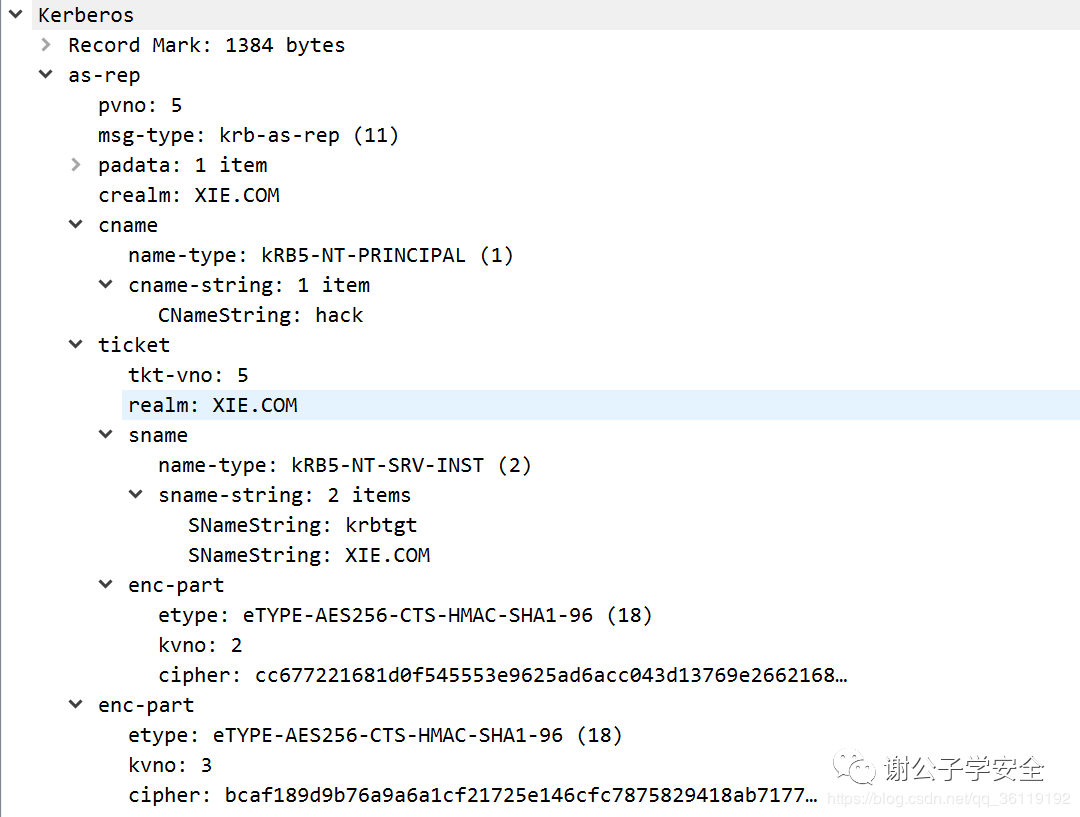 Kerberos
Record Mark: 1384 bytes
as-rep
pvno: 5
msg-type: krb-as-rep (11)
padata: 1 item
crealm: XIE.COM
cname
name-type: kRB5-NT-PRINCIPAL (1)
cname-string: 1 item
CNameString: hack
ticket
tkt-vno: 5
realm: XIE.COM
sname
name-type: kRB5-NT-SRV-INST (2)
sname-string: 2 items
SNameString: krbtgt
SNameString: XIE.COM
enc-part
etype: eTYPE-AES256-CTS-HMAC-SHA1-96 (18)
kvno: 2
cipher: cc677221681d0f545553e9625ad6acc043d13769e2662168…
enc-part
etype: eTYPE-AES256-CTS-HMAC-SHA1-96 (18)
kvno: 3
cipher: bcaf189d9b76a9a6a1cf21725e146cfc7875829418ab7177…
谢公子学安全
https://blog.csdn.net/qq_36119192